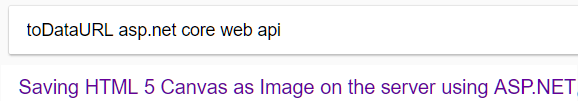 toDataURL asp.net core web api
Saving HTML 5 Canvas as Image on the server using ASP.NET